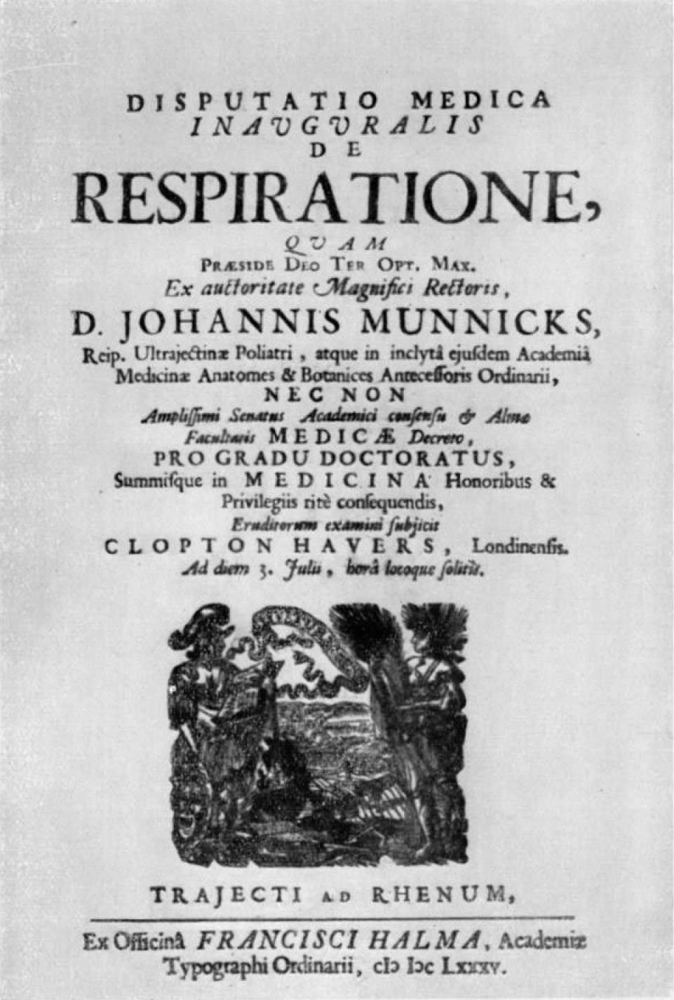 DISPUTATIO MEDICA
INAVGVRALIS
DE
RESPIRATIONE,
QVAM
PRÆSIDE DEO TER OPT. MAX.
Ex auctoritate Magnifici Rectoris,
D. JOHANNIS MUNNICKS,
Reip. Ultrajectinæ Poliatri, atque in inclytâ ejuſdem Academiâ
Medicinæ Anatomes & Botanices Anteceſſoris Ordinarii,
NEC NON
Ampliſſimi Senatus Academici conſenſu & Almæ
Facultatis MEDICÆ Decreto,
PRO GRADU DOCTORATUS,
Summiſque in MEDICINA Honoribus &
Privilegiis ritè conſequendis,
Eruditorum examini ſubjicit
CLOPTON HAVERS, Londinenſis.
Ad diem 3. Julii, horâ locoque ſolitis.
TRAJECTI AD RHENUM,
Ex Officinâ FRANCISCI HALMA, Academiæ
Typographi Ordinarii, cIɔ Iɔc Lxxxv.